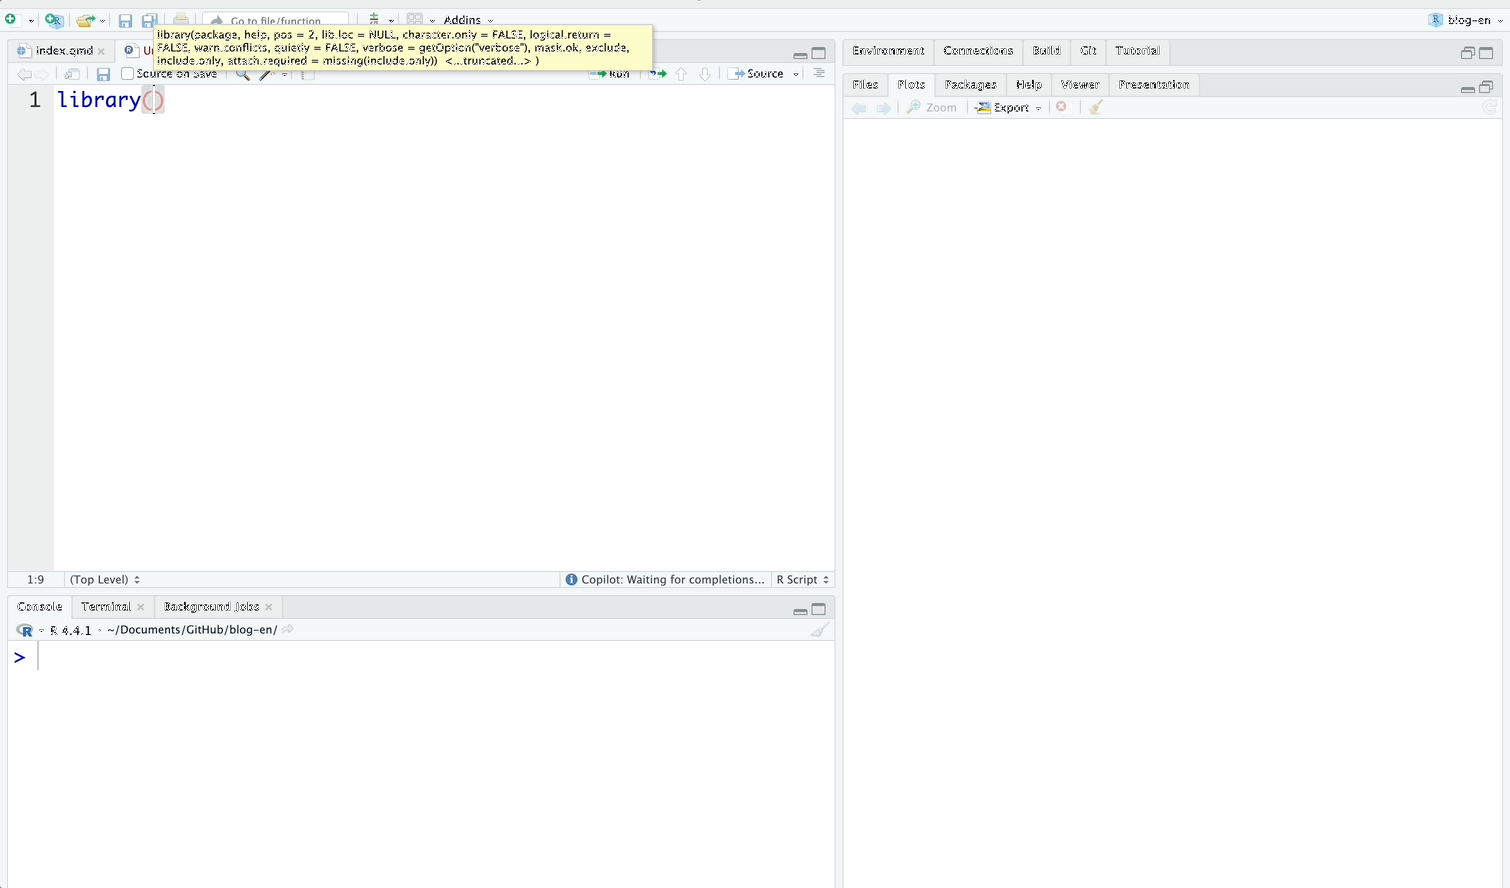 Go to file/function
Addins
blog-en
library(package, help, pos = 2, lib.loc = NULL, character.only = FALSE, logical.return =
FALSE, warn.conflicts, quietly = FALSE, verbose = getOption("verbose"), mask.ok, exclude,
include.only, attach.required = missing(include.only)) <...truncated...> )
index.qmd
Source on Save
Run
Source
1 library()
1:9 (Top Level)
Copilot: Waiting for completions...
R Script
Console Terminal Background Jobs
R 4.4.1 · ~/Documents/GitHub/blog-en/
>
Environment Connections Build Git Tutorial
Files Plots Packages Help Viewer Presentation
Zoom Export